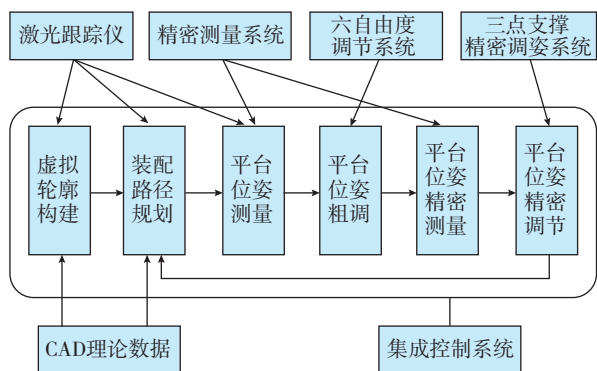 激光跟踪仪
精密测量系统
六自由度
调节系统
三点支撑
精密调姿系统
虚拟
轮廓
构建
装配
路径
规划
平台
位姿
测量
平台
位姿
粗调
平台
位姿
精密
测量
平台
位姿
精密
调节
CAD理论数据
集成控制系统